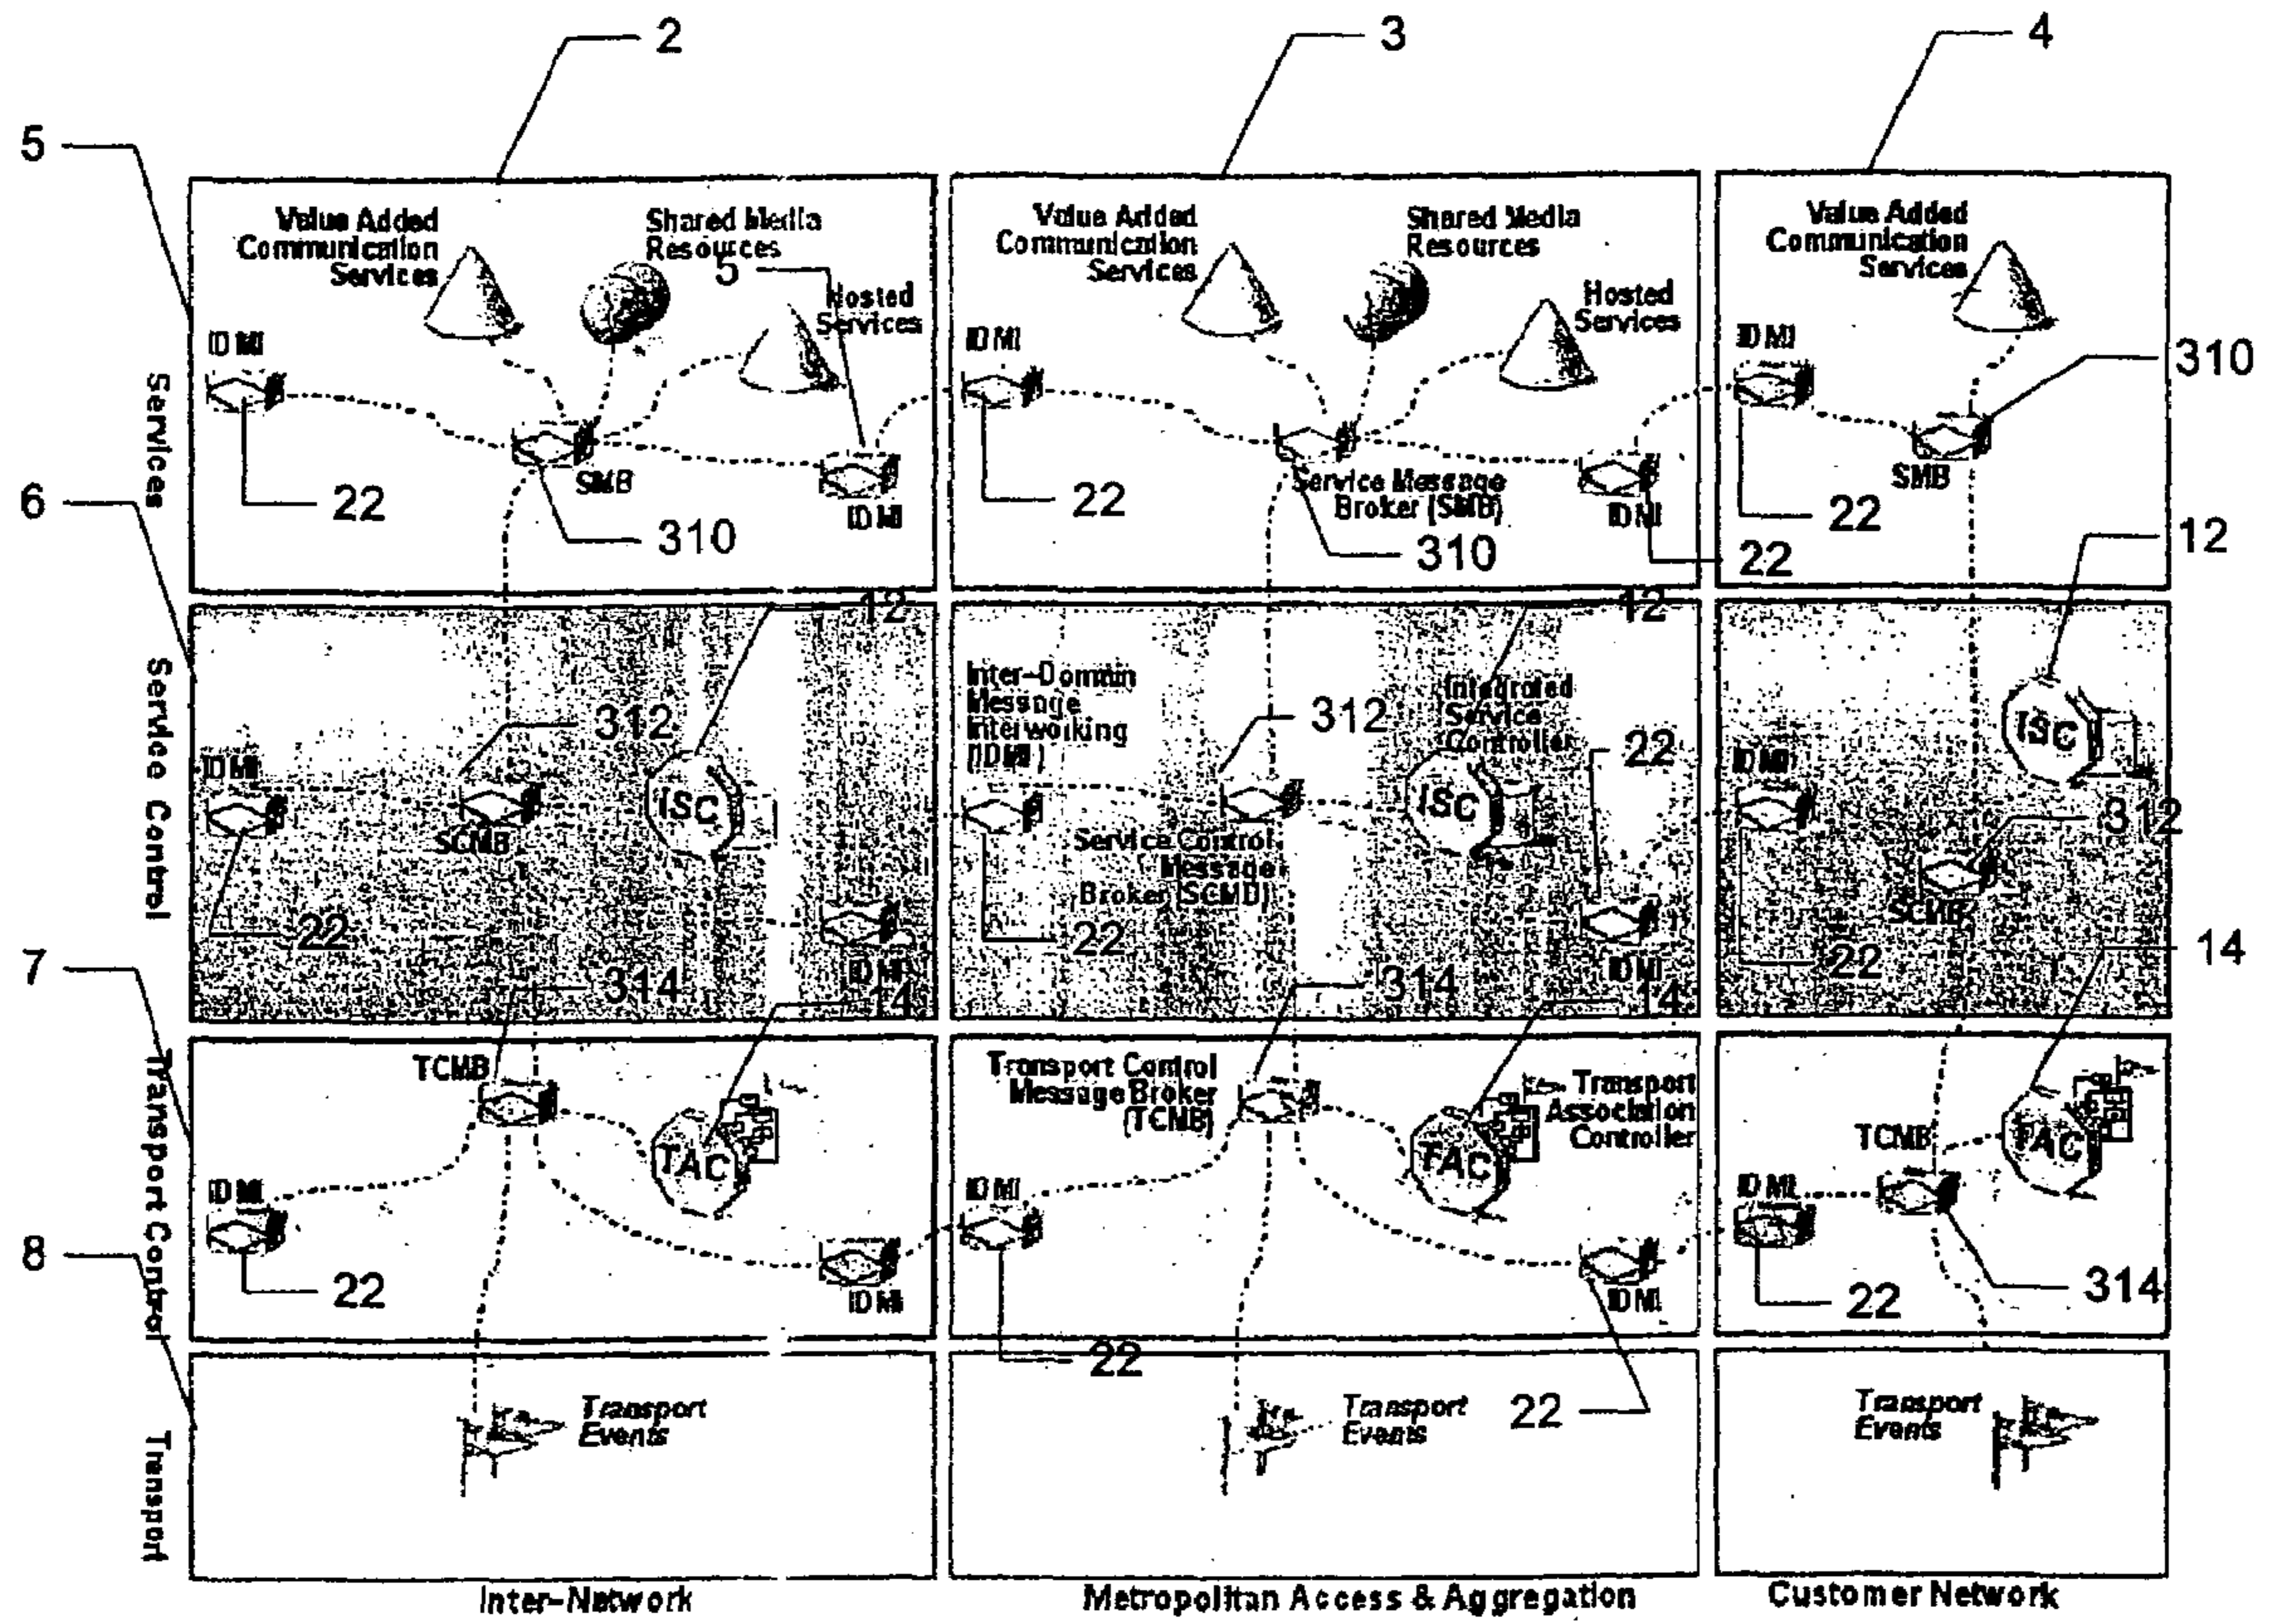 2
3
4
5
Value Added
Communication
Services
Shared Media
Resources
5
Hosted
Services
IDMI
SMB
IDMI
22
310
Value Added
Communication
Services
Shared Media
Resources
Hosted
Services
IDMI
Service Message
Broker (SMB)
IDMI
22
310
22
Value Added
Communication
Services
IDMI
310
SMB
22
Services
6
12
312
IDMI
ISC
SCMB
22
IDMI
12
Inter-Domain
Message
Interworking
(IDMI)
312
Integrated
Service
Controller
22
ISC
Service Control
Message
Broker (SCMB)
22
IDMI
12
ISC
IDMI
312
SCMB
22
Service Control
7
314
14
TCMB
TAC
IDMI
22
IDMI
314
14
Transport Control
Message Broker
(TCMB)
Transport
Association
Controller
TAC
IDMI
IDMI
22
22
14
TCMB
TAC
IDMI
22
314
Transport Control
8
Transport
Events
Transport
Events
Transport
Events
Transport
Inter-Network
Metropolitan Access & Aggregation
Customer Network